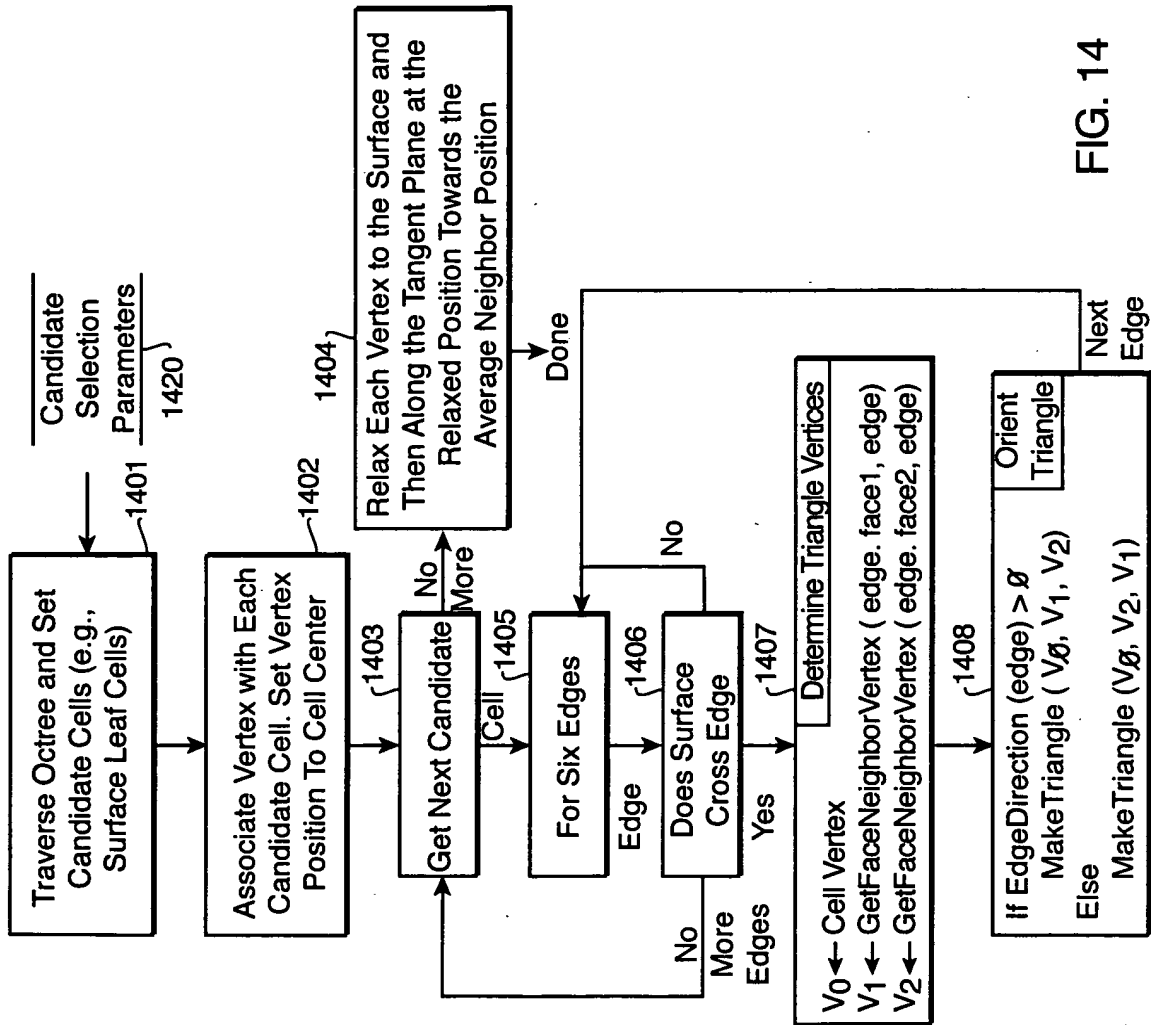 Candidate
Selection
Parameters
1420
Traverse Octree and Set
Candidate Cells (e.g.,
Surface Leaf Cells)
1401
Associate Vertex with Each
Candidate Cell. Set Vertex
Position To Cell Center
1402
Get Next Candidate
1403
No
More
Cell
Relax Each Vertex to the Surface and
Then Along the Tangent Plane at the
Relaxed Position Towards the
Average Neighbor Position
1404
Done
For Six Edges
1405
Edge
Does Surface
Cross Edge
1406
No
No
More
Edges
Yes
Determine Triangle Vertices
1407
V0 ← Cell Vertex
V1 ← GetFaceNeighborVertex ( edge. face1, edge)
V2 ← GetFaceNeighborVertex ( edge. face2, edge)
Orient
Triangle
1408
If EdgeDirection (edge) > Ø
MakeTriangle ( VØ, V1, V2)
Else
MakeTriangle (VØ, V2, V1)
Next
Edge
FIG. 14